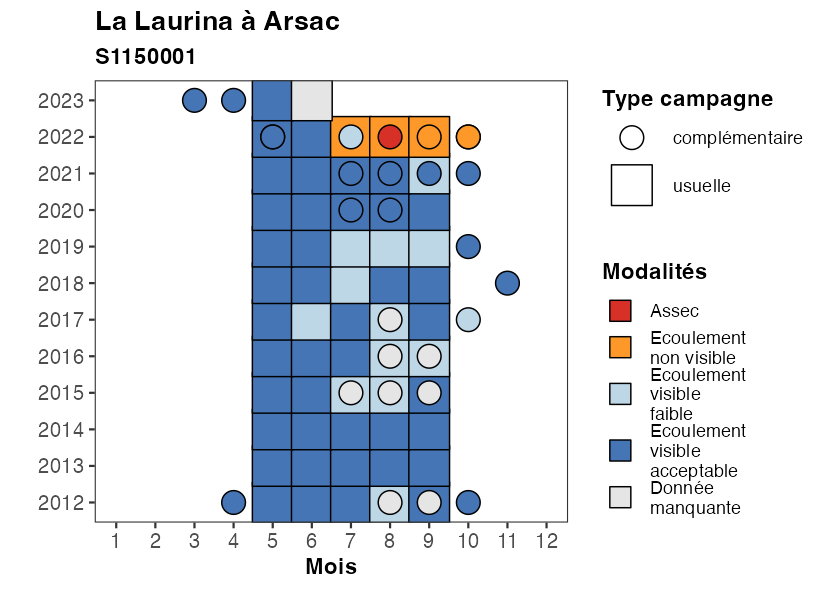 La Laurina à Arsac
S1150001
2023
2022
2021
2020
2019
2018
2017
2016
2015
2014
2013
2012
1 2 3 4 5 6 7 8 9 10 11 12
Mois
Type campagne
complémentaire
usuelle
Modalités
Assec
Ecoulement
non visible
Ecoulement
visible
faible
Ecoulement
visible
acceptable
Donnée
manquante